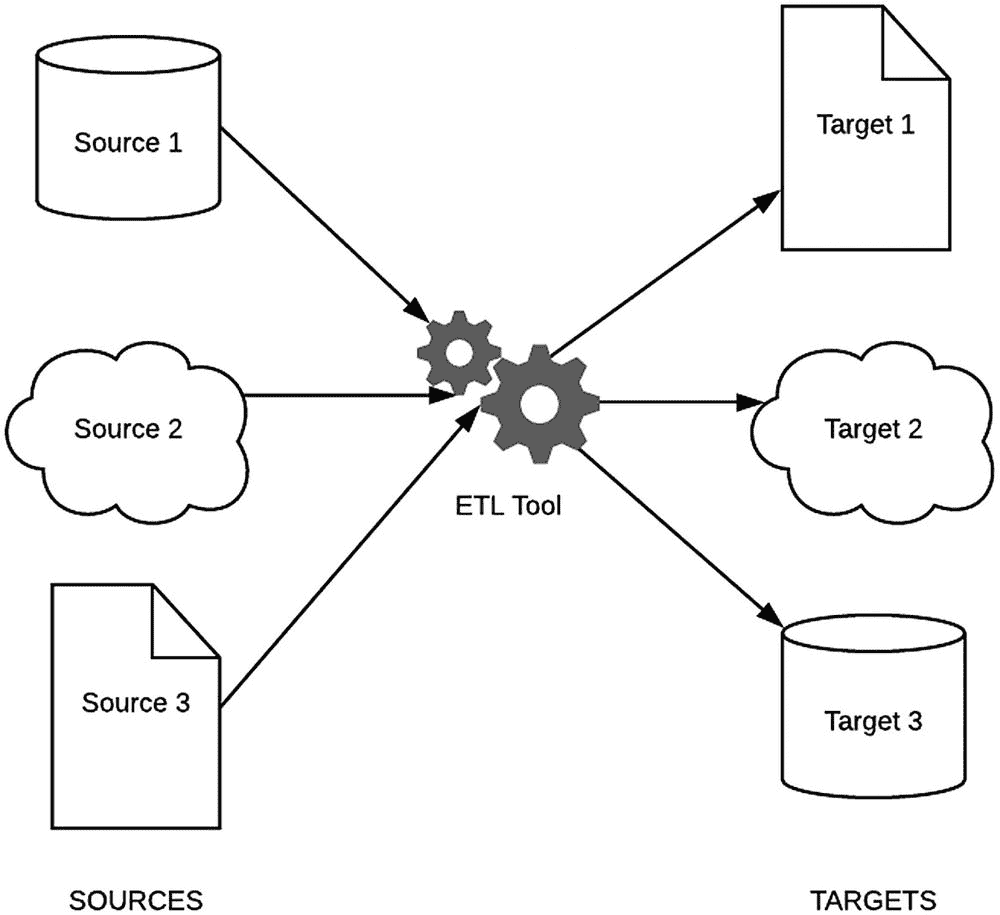 Source 1
Target 1
Source 2
Target 2
ETL Tool
Source 3
Target 3
SOURCES
TARGETS